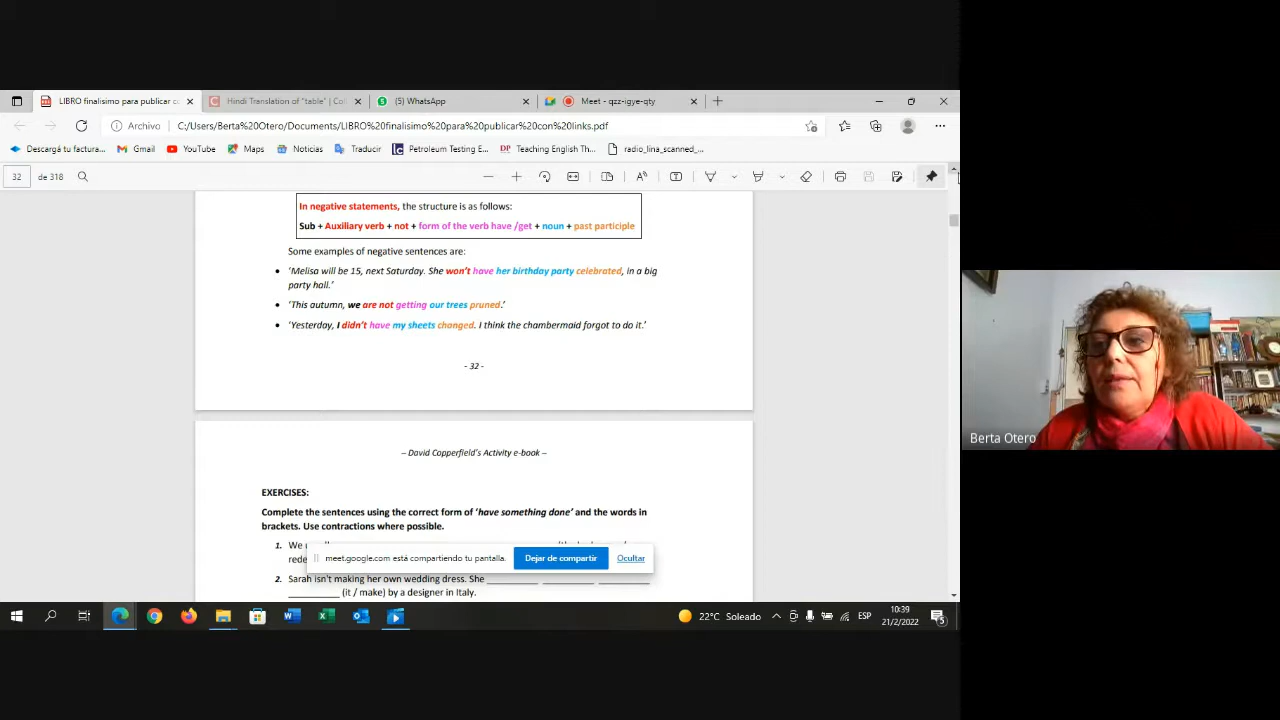 LIBRO finalisimo para publicar c
Hindi Translation of "table" | Col
(5) WhatsApp
Meet - qzz-igye-qty
Archivo
C:/Users/Berta%20Otero/Documents/LIBRO%20finalisimo%20para%20publicar%20con%20links.pdf
Descargá tu factura...
Gmail
YouTube
Maps
Noticias
Traducir
Petroleum Testing E...
DP Teaching English Th...
radio_lina_scanned_...
32 de 318
In negative statements, the structure is as follows:
Sub + Auxiliary verb + not + form of the verb have /get + noun + past participle
Some examples of negative sentences are:
• 'Melisa will be 15, next Saturday. She won't have her birthday party celebrated, in a big
party hall.'
• 'This autumn, we are not getting our trees pruned.'
• 'Yesterday, I didn't have my sheets changed. I think the chambermaid forgot to do it.'
- 32 -
– David Copperfield's Activity e-book –
EXERCISES:
Complete the sentences using the correct form of 'have something done' and the words in
brackets. Use contractions where possible.
1. We
rede
meet.google.com está compartiendo tu pantalla.
Dejar de compartir
Ocultar
2. Sarah isn't making her own wedding dress. She __________ __________ __________
__________ (it / make) by a designer in Italy.
Berta Otero
22°C Soleado
ESP
10:39
21/2/2022
5